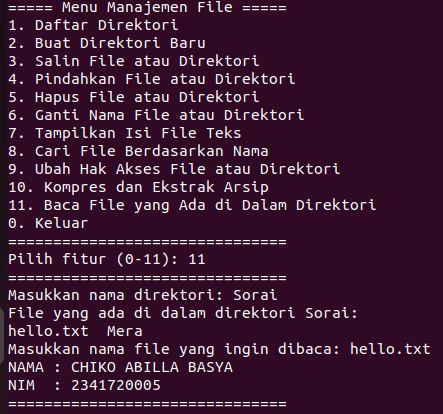 ===== Menu Manajemen File =====
1. Daftar Direktori
2. Buat Direktori Baru
3. Salin File atau Direktori
4. Pindahkan File atau Direktori
5. Hapus File atau Direktori
6. Ganti Nama File atau Direktori
7. Tampilkan Isi File Teks
8. Cari File Berdasarkan Nama
9. Ubah Hak Akses File atau Direktori
10. Kompres dan Ekstrak Arsip
11. Baca File yang Ada di Dalam Direktori
0. Keluar
===============================
Pilih fitur (0-11): 11
===============================
Masukkan nama direktori: Sorai
File yang ada di dalam direktori Sorai:
hello.txt  Mera
Masukkan nama file yang ingin dibaca: hello.txt
NAMA : CHIKO ABILLA BASYA
NIM  : 2341720005
===============================